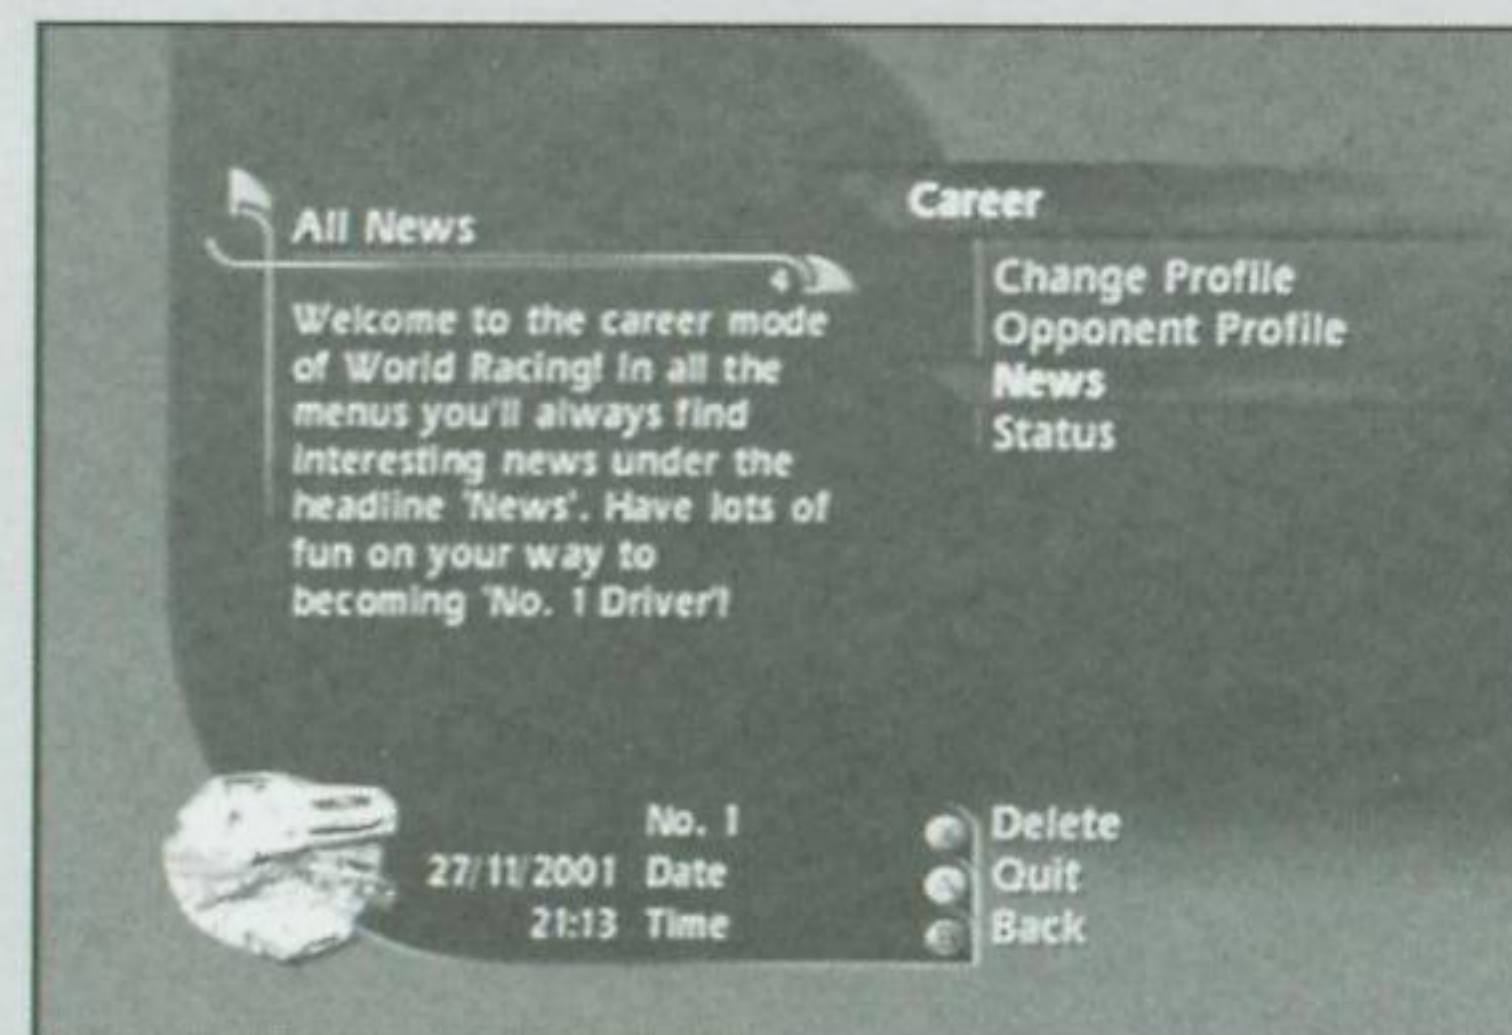 All News
4
Welcome to the career mode
of World Racing! In all the
menus you'll always find
interesting news under the
headline 'News'. Have lots of
fun on your way to
becoming 'No. 1 Driver'!
Career
Change Profile
Opponent Profile
News
Status
No. 1
27/11/2001 Date
21:13 Time
Delete
Quit
Back